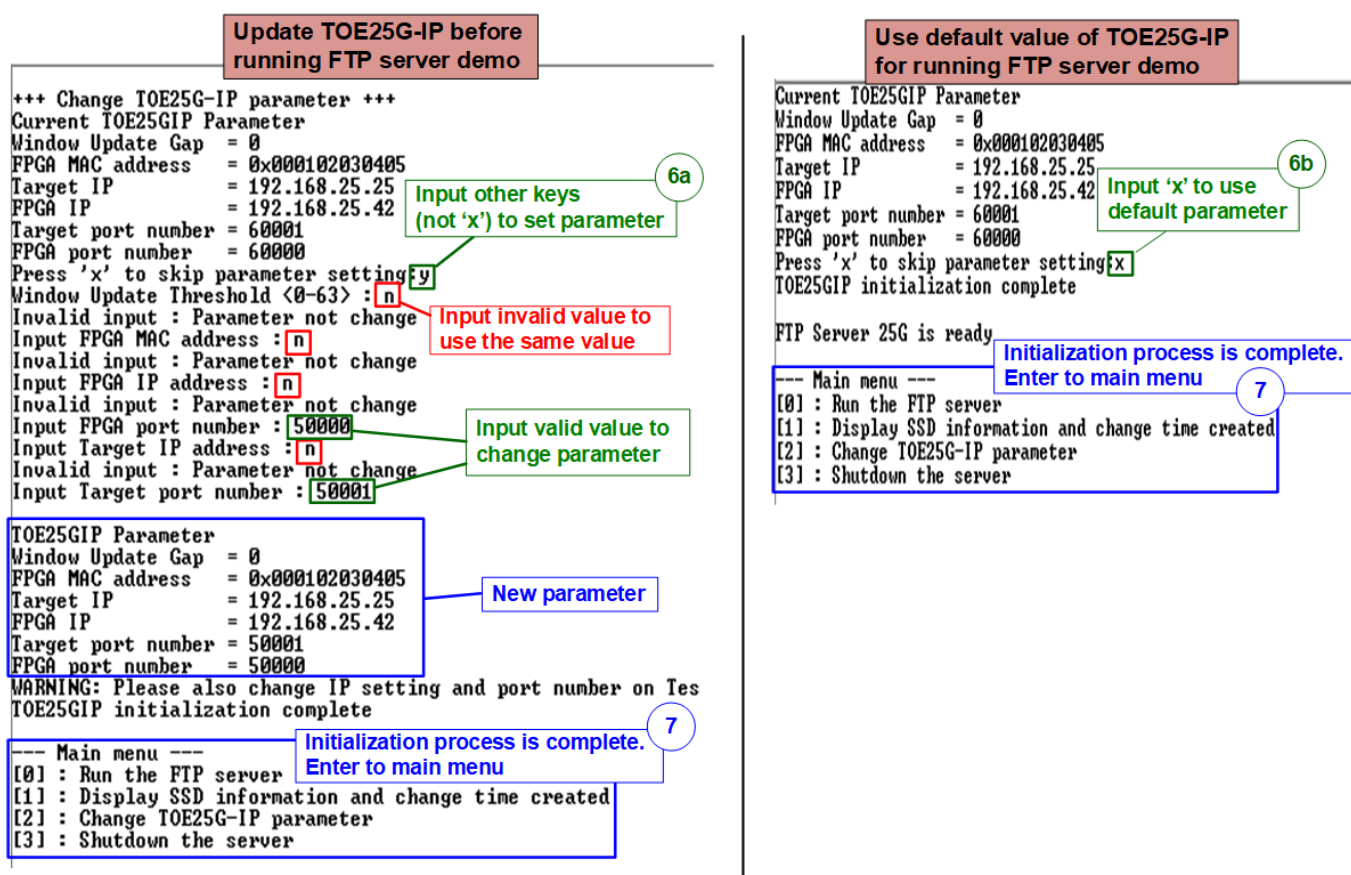 Update TOE25G-IP before
running FTP server demo
+++ Change TOE25G-IP parameter +++
Current TOE25GIP Parameter
Window Update Gap = 0
FPGA MAC address = 0x000102030405
Target IP = 192.168.25.25
FPGA IP = 192.168.25.42
Target port number = 60001
FPGA port number = 60000
Press 'x' to skip parameter setting:y
Window Update Threshold <0-63> : n
Invalid input : Parameter not change
Input FPGA MAC address : n
Invalid input : Parameter not change
Input FPGA IP address : n
Invalid input : Parameter not change
Input FPGA port number : 50000
Input Target IP address : n
Invalid input : Parameter not change
Input Target port number : 50001
6a
Input other keys
(not ‘x’) to set parameter
Input invalid value to
use the same value
Input valid value to
change parameter
TOE25GIP Parameter
Window Update Gap = 0
FPGA MAC address = 0x000102030405
Target IP = 192.168.25.25
FPGA IP = 192.168.25.42
Target port number = 50001
FPGA port number = 50000
New parameter
WARNING: Please also change IP setting and port number on Tes
TOE25GIP initialization complete
7
Initialization process is complete.
Enter to main menu
--- Main menu ---
[0] : Run the FTP server
[1] : Display SSD information and change time created
[2] : Change TOE25G-IP parameter
[3] : Shutdown the server
Use default value of TOE25G-IP
for running FTP server demo
Current TOE25GIP Parameter
Window Update Gap = 0
FPGA MAC address = 0x000102030405
Target IP = 192.168.25.25
FPGA IP = 192.168.25.42
Target port number = 60001
FPGA port number = 60000
Press 'x' to skip parameter setting:x
TOE25GIP initialization complete
6b
Input ‘x’ to use
default parameter
FTP Server 25G is ready
Initialization process is complete.
Enter to main menu
7
--- Main menu ---
[0] : Run the FTP server
[1] : Display SSD information and change time created
[2] : Change TOE25G-IP parameter
[3] : Shutdown the server